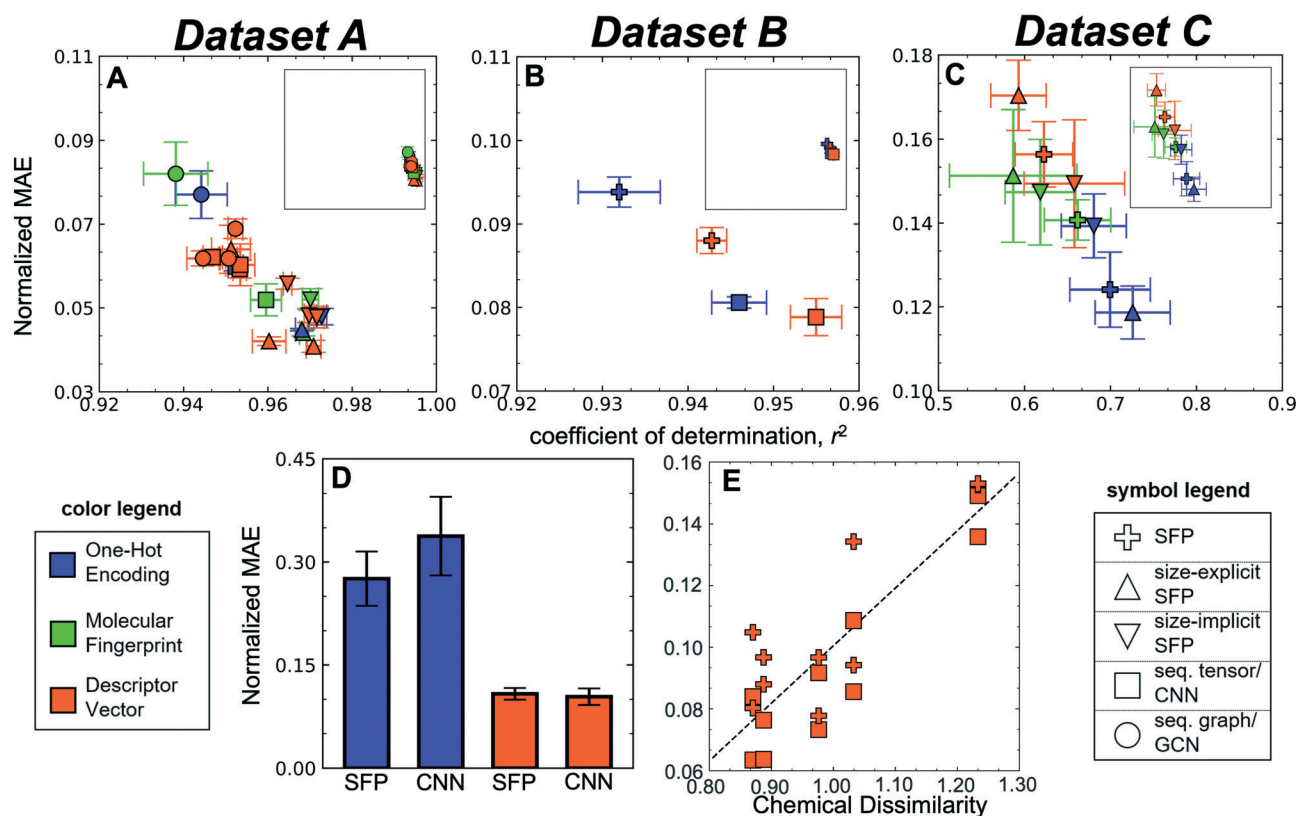 Dataset A
Dataset B
Dataset C
A
B
C
Normalized MAE
0.11
0.09
0.07
0.05
0.03
0.92
0.94
0.96
0.98
1.00
0.11
0.10
0.09
0.08
0.07
0.92
0.93
0.94
0.95
0.96
0.18
0.16
0.14
0.12
0.10
0.5
0.6
0.7
0.8
0.9
coefficient of determination, r²
color legend
One-Hot
Encoding
Molecular
Fingerprint
Descriptor
Vector
D
Normalized MAE
0.45
0.30
0.15
0.00
SFP
CNN
SFP
CNN
E
0.16
0.14
0.12
0.10
0.08
0.06
0.80
0.90
1.00
1.10
1.20
1.30
Chemical Dissimilarity
symbol legend
SFP
size-explicit
SFP
size-implicit
SFP
seq. tensor/
CNN
seq. graph/
GCN